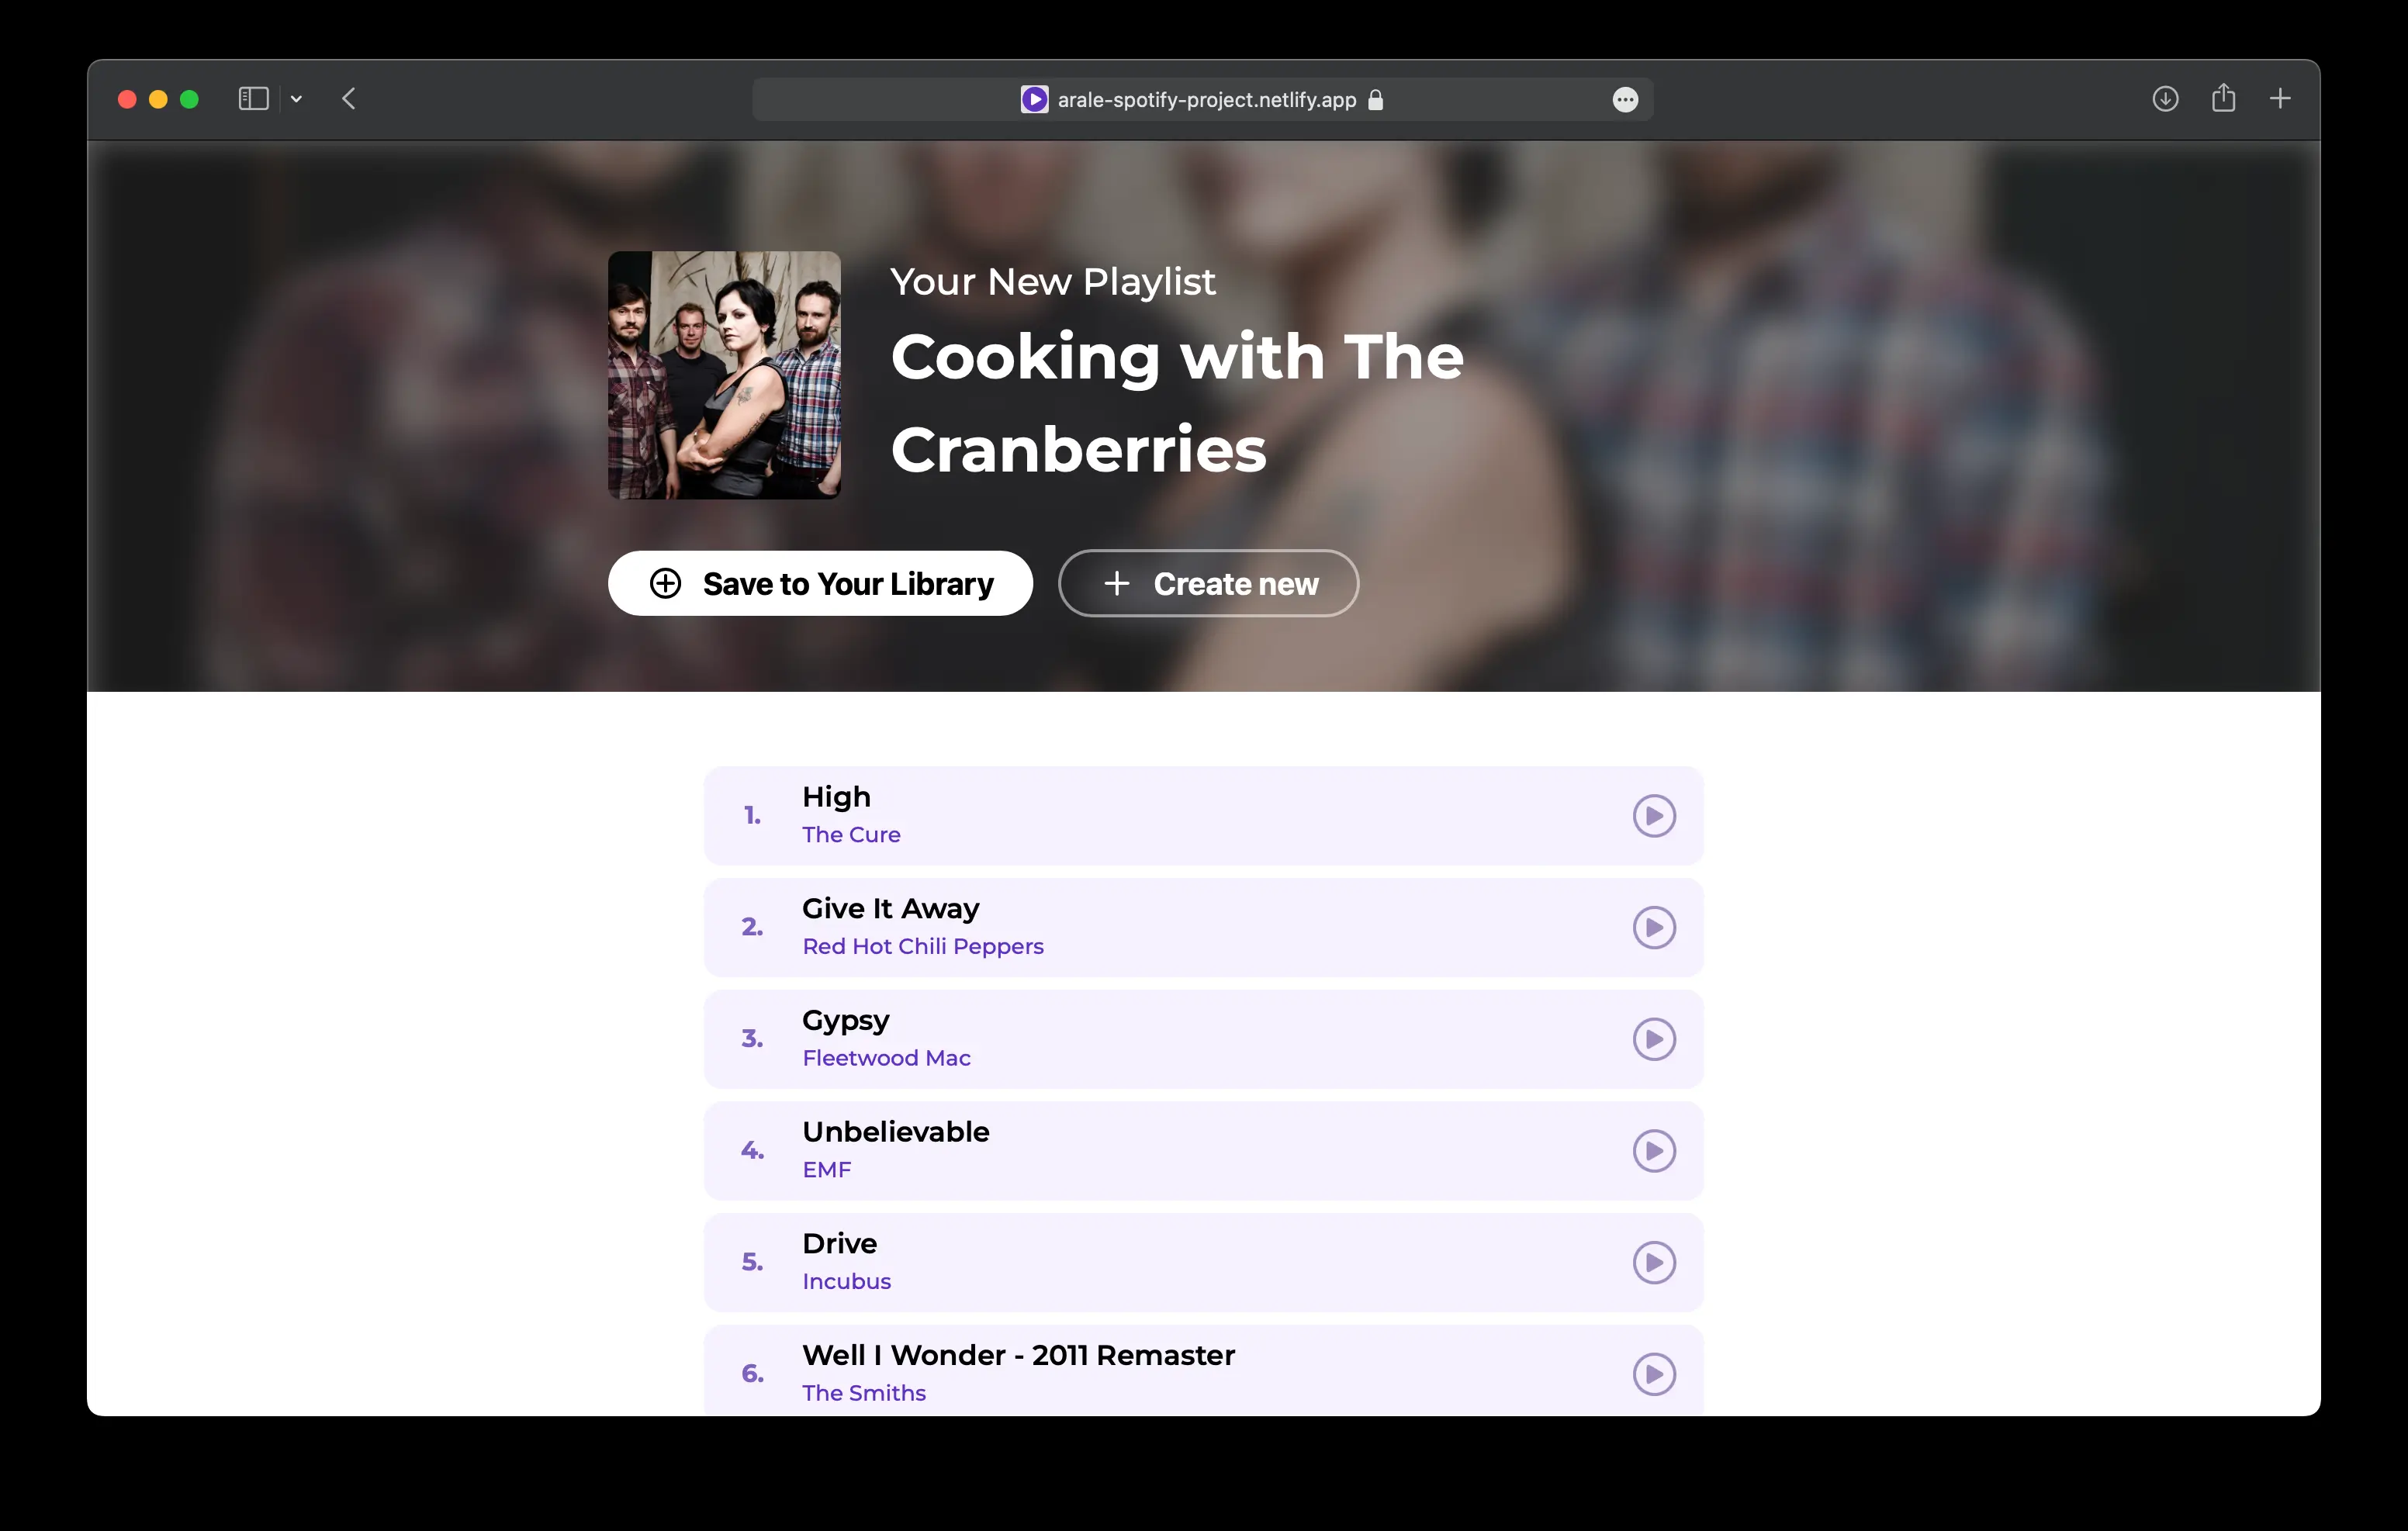 arale-spotify-project.netlify.app
Your New Playlist
Cooking with The
Cranberries
Save to Your Library
Create new
1.
High
The Cure
2.
Give It Away
Red Hot Chili Peppers
3.
Gypsy
Fleetwood Mac
4.
Unbelievable
EMF
5.
Drive
Incubus
6.
Well I Wonder - 2011 Remaster
The Smiths